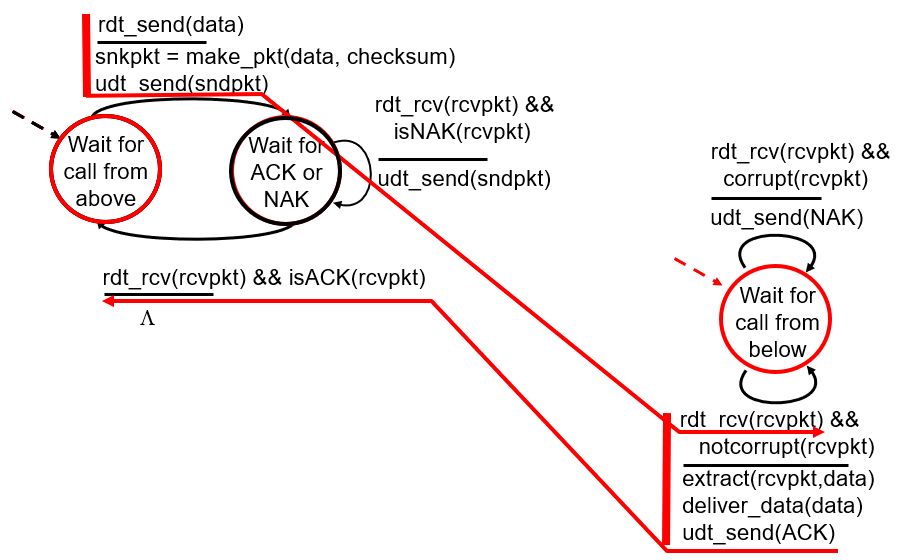 rdt_send(data)
snkpkt = make_pkt(data, checksum)
udt_send(sndpkt)
Wait for
call from
above
Wait for
ACK or
NAK
rdt_rcv(rcvpkt) &&
isNAK(rcvpkt)
udt_send(sndpkt)
rdt_rcv(rcvpkt) && isACK(rcvpkt)
Λ
rdt_rcv(rcvpkt) &&
corrupt(rcvpkt)
udt_send(NAK)
Wait for
call from
below
rdt_rcv(rcvpkt) &&
notcorrupt(rcvpkt)
extract(rcvpkt,data)
deliver_data(data)
udt_send(ACK)